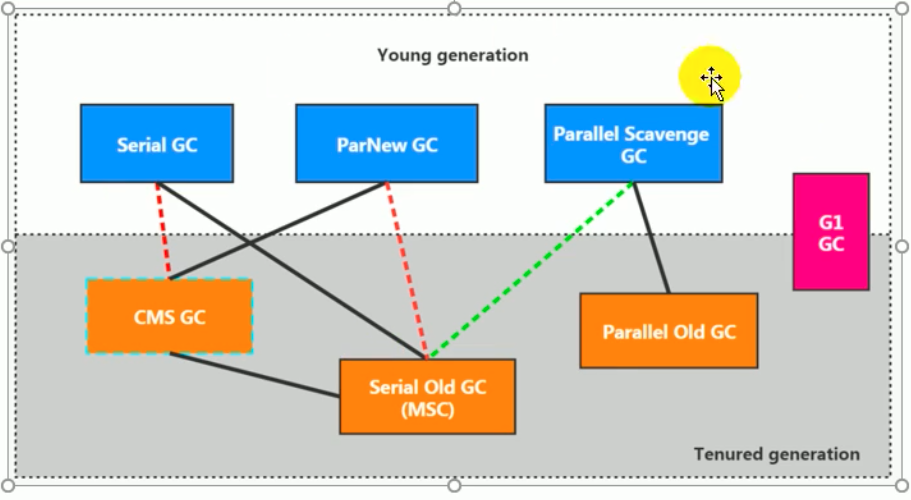 Young generation
Serial GC
ParNew GC
Parallel Scavenge
GC
G1
GC
CMS GC
Parallel Old GC
Serial Old GC
(MSC)
Tenured generation